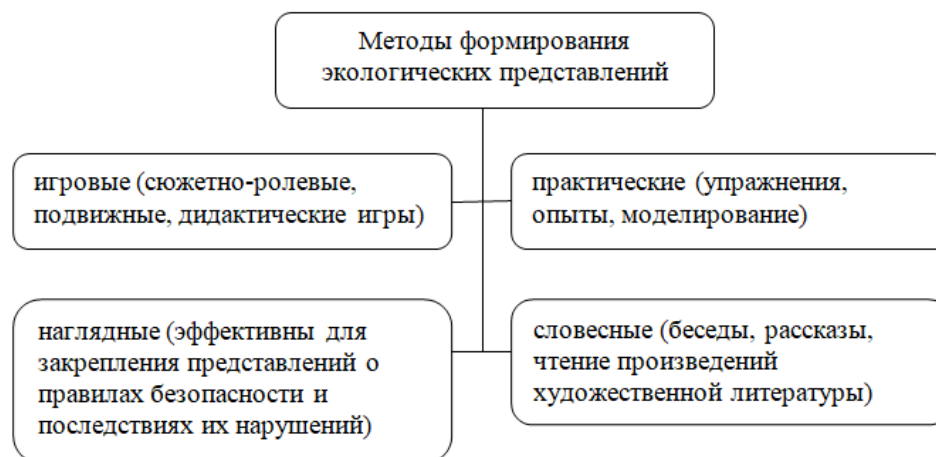 Методы формирования
экологических представлений
игровые (сюжетно-ролевые,
подвижные, дидактические игры)
практические (упражнения,
опыты, моделирование)
наглядные (эффективны для
закрепления представлений о
правилах безопасности и
последствиях их нарушений)
словесные (беседы, рассказы,
чтение произведений
художественной литературы)